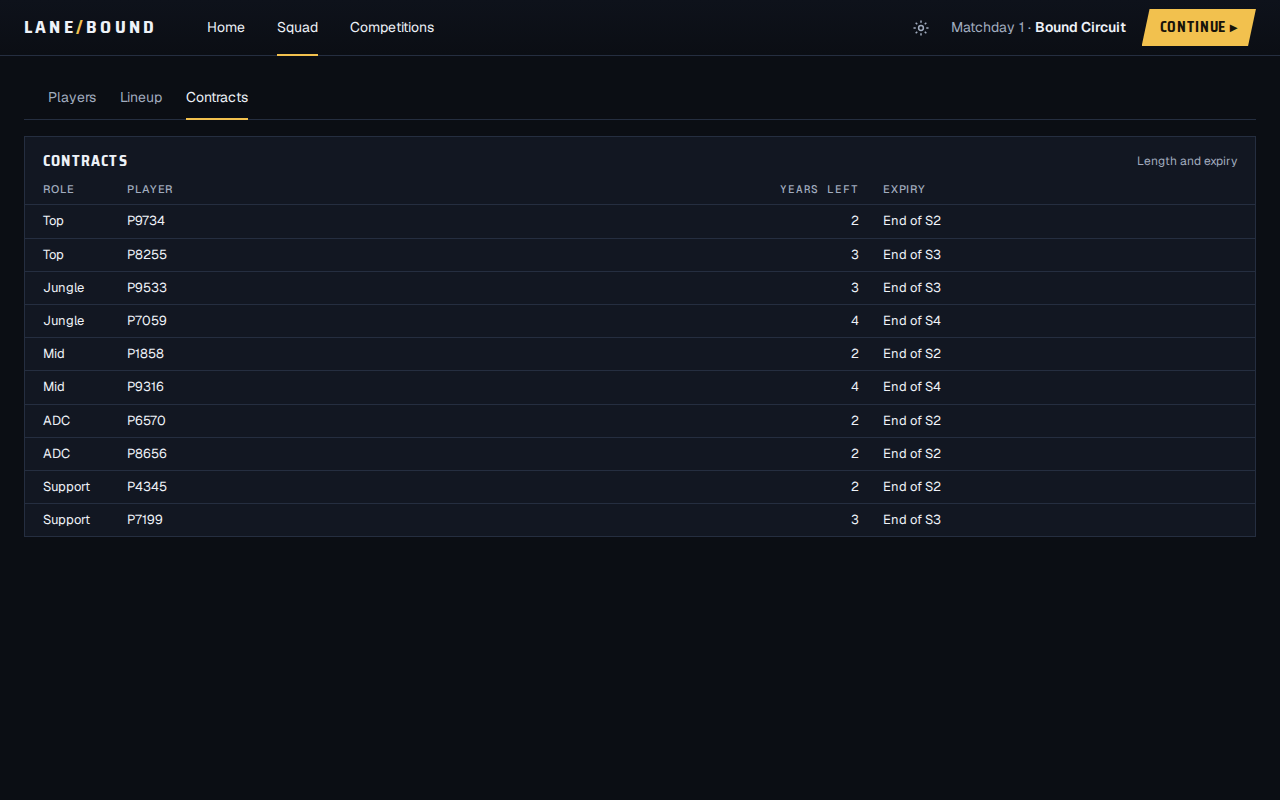 LANE/BOUND Home Squad Competitions Matchday 1 · Bound Circuit CONTINUE ▸
Players Lineup Contracts
CONTRACTS Length and expiry
ROLE PLAYER YEARS LEFT EXPIRY
Top P9734 2 End of S2
Top P8255 3 End of S3
Jungle P9533 3 End of S3
Jungle P7059 4 End of S4
Mid P1858 2 End of S2
Mid P9316 4 End of S4
ADC P6570 2 End of S2
ADC P8656 2 End of S2
Support P4345 2 End of S2
Support P7199 3 End of S3